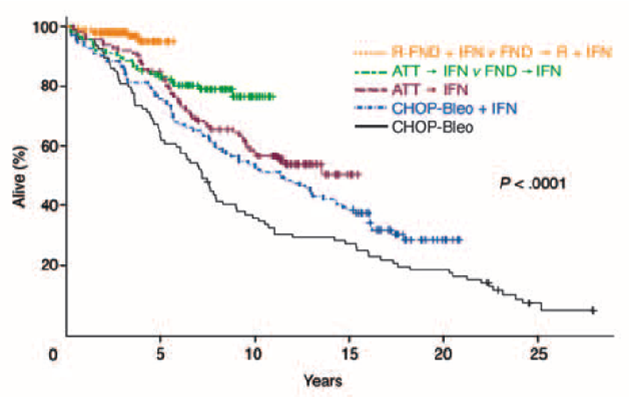 100
80
60
40
20
0
5
10
15
20
25
Alive (%)
Years
R-FND + IFN v FND → R + IFN
ATT → IFN v FND → IFN
ATT → IFN
CHOP-Bleo + IFN
CHOP-Bleo
P < .0001